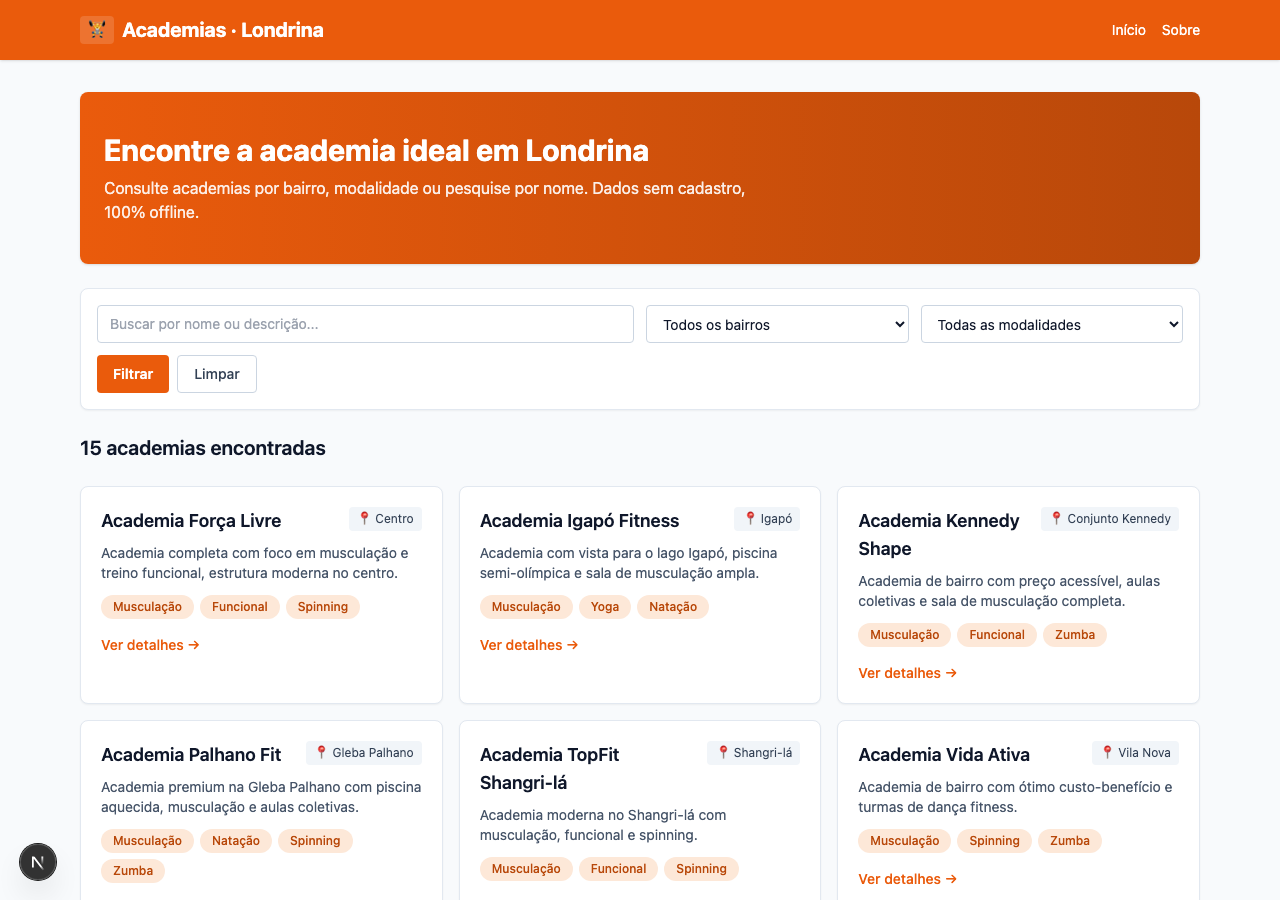 Academias · Londrina
Início
Sobre
Encontre a academia ideal em Londrina
Consulte academias por bairro, modalidade ou pesquise por nome. Dados sem cadastro,
100% offline.
Buscar por nome ou descrição...
Todos os bairros
Todas as modalidades
Filtrar
Limpar
15 academias encontradas
Academia Força Livre
Centro
Academia completa com foco em musculação e
treino funcional, estrutura moderna no centro.
Musculação
Funcional
Spinning
Ver detalhes →
Academia Igapó Fitness
Igapó
Academia com vista para o lago Igapó, piscina
semi-olímpica e sala de musculação ampla.
Musculação
Yoga
Natação
Ver detalhes →
Academia Kennedy
Shape
Conjunto Kennedy
Academia de bairro com preço acessível, aulas
coletivas e sala de musculação completa.
Musculação
Funcional
Zumba
Ver detalhes →
Academia Palhano Fit
Gleba Palhano
Academia premium na Gleba Palhano com piscina
aquecida, musculação e aulas coletivas.
Musculação
Natação
Spinning
Zumba
Academia TopFit
Shangri-lá
Shangri-lá
Academia moderna no Shangri-lá com
musculação, funcional e spinning.
Musculação
Funcional
Spinning
Academia Vida Ativa
Vila Nova
Academia de bairro com ótimo custo-benefício e
turmas de dança fitness.
Musculação
Spinning
Zumba
Ver detalhes →
N